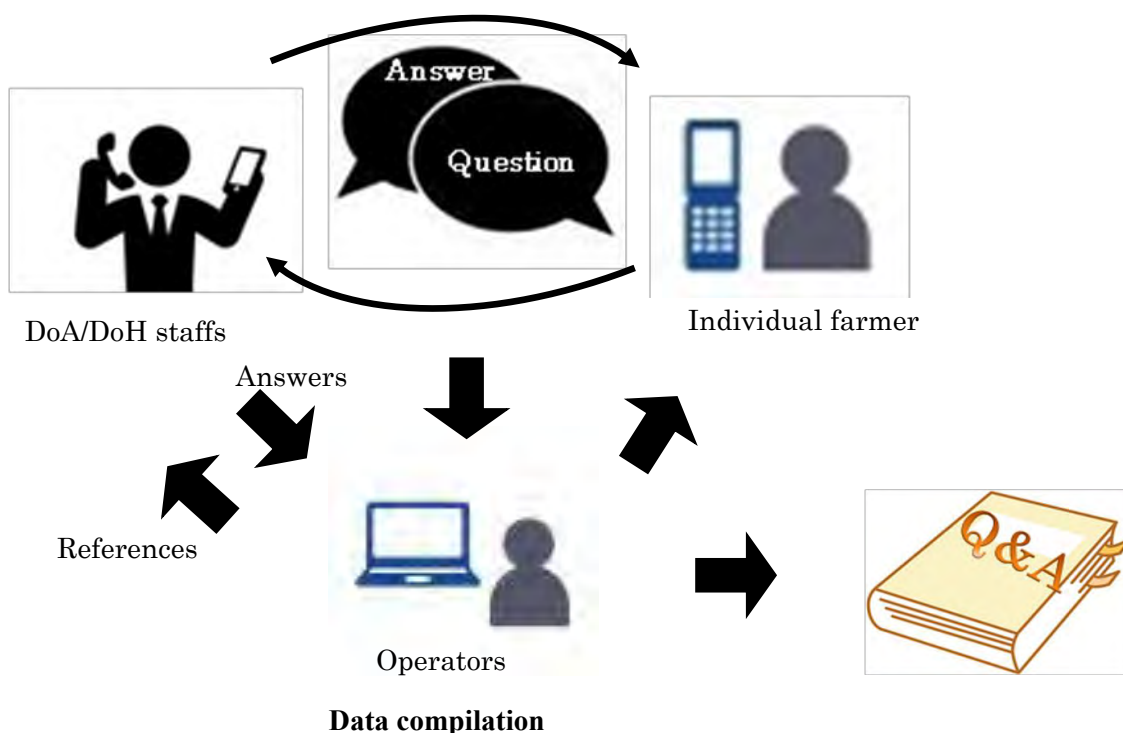 Answer
Question
DoA/DoH staffs
Individual farmer
Answers
References
Q&A
Operators
Data compilation